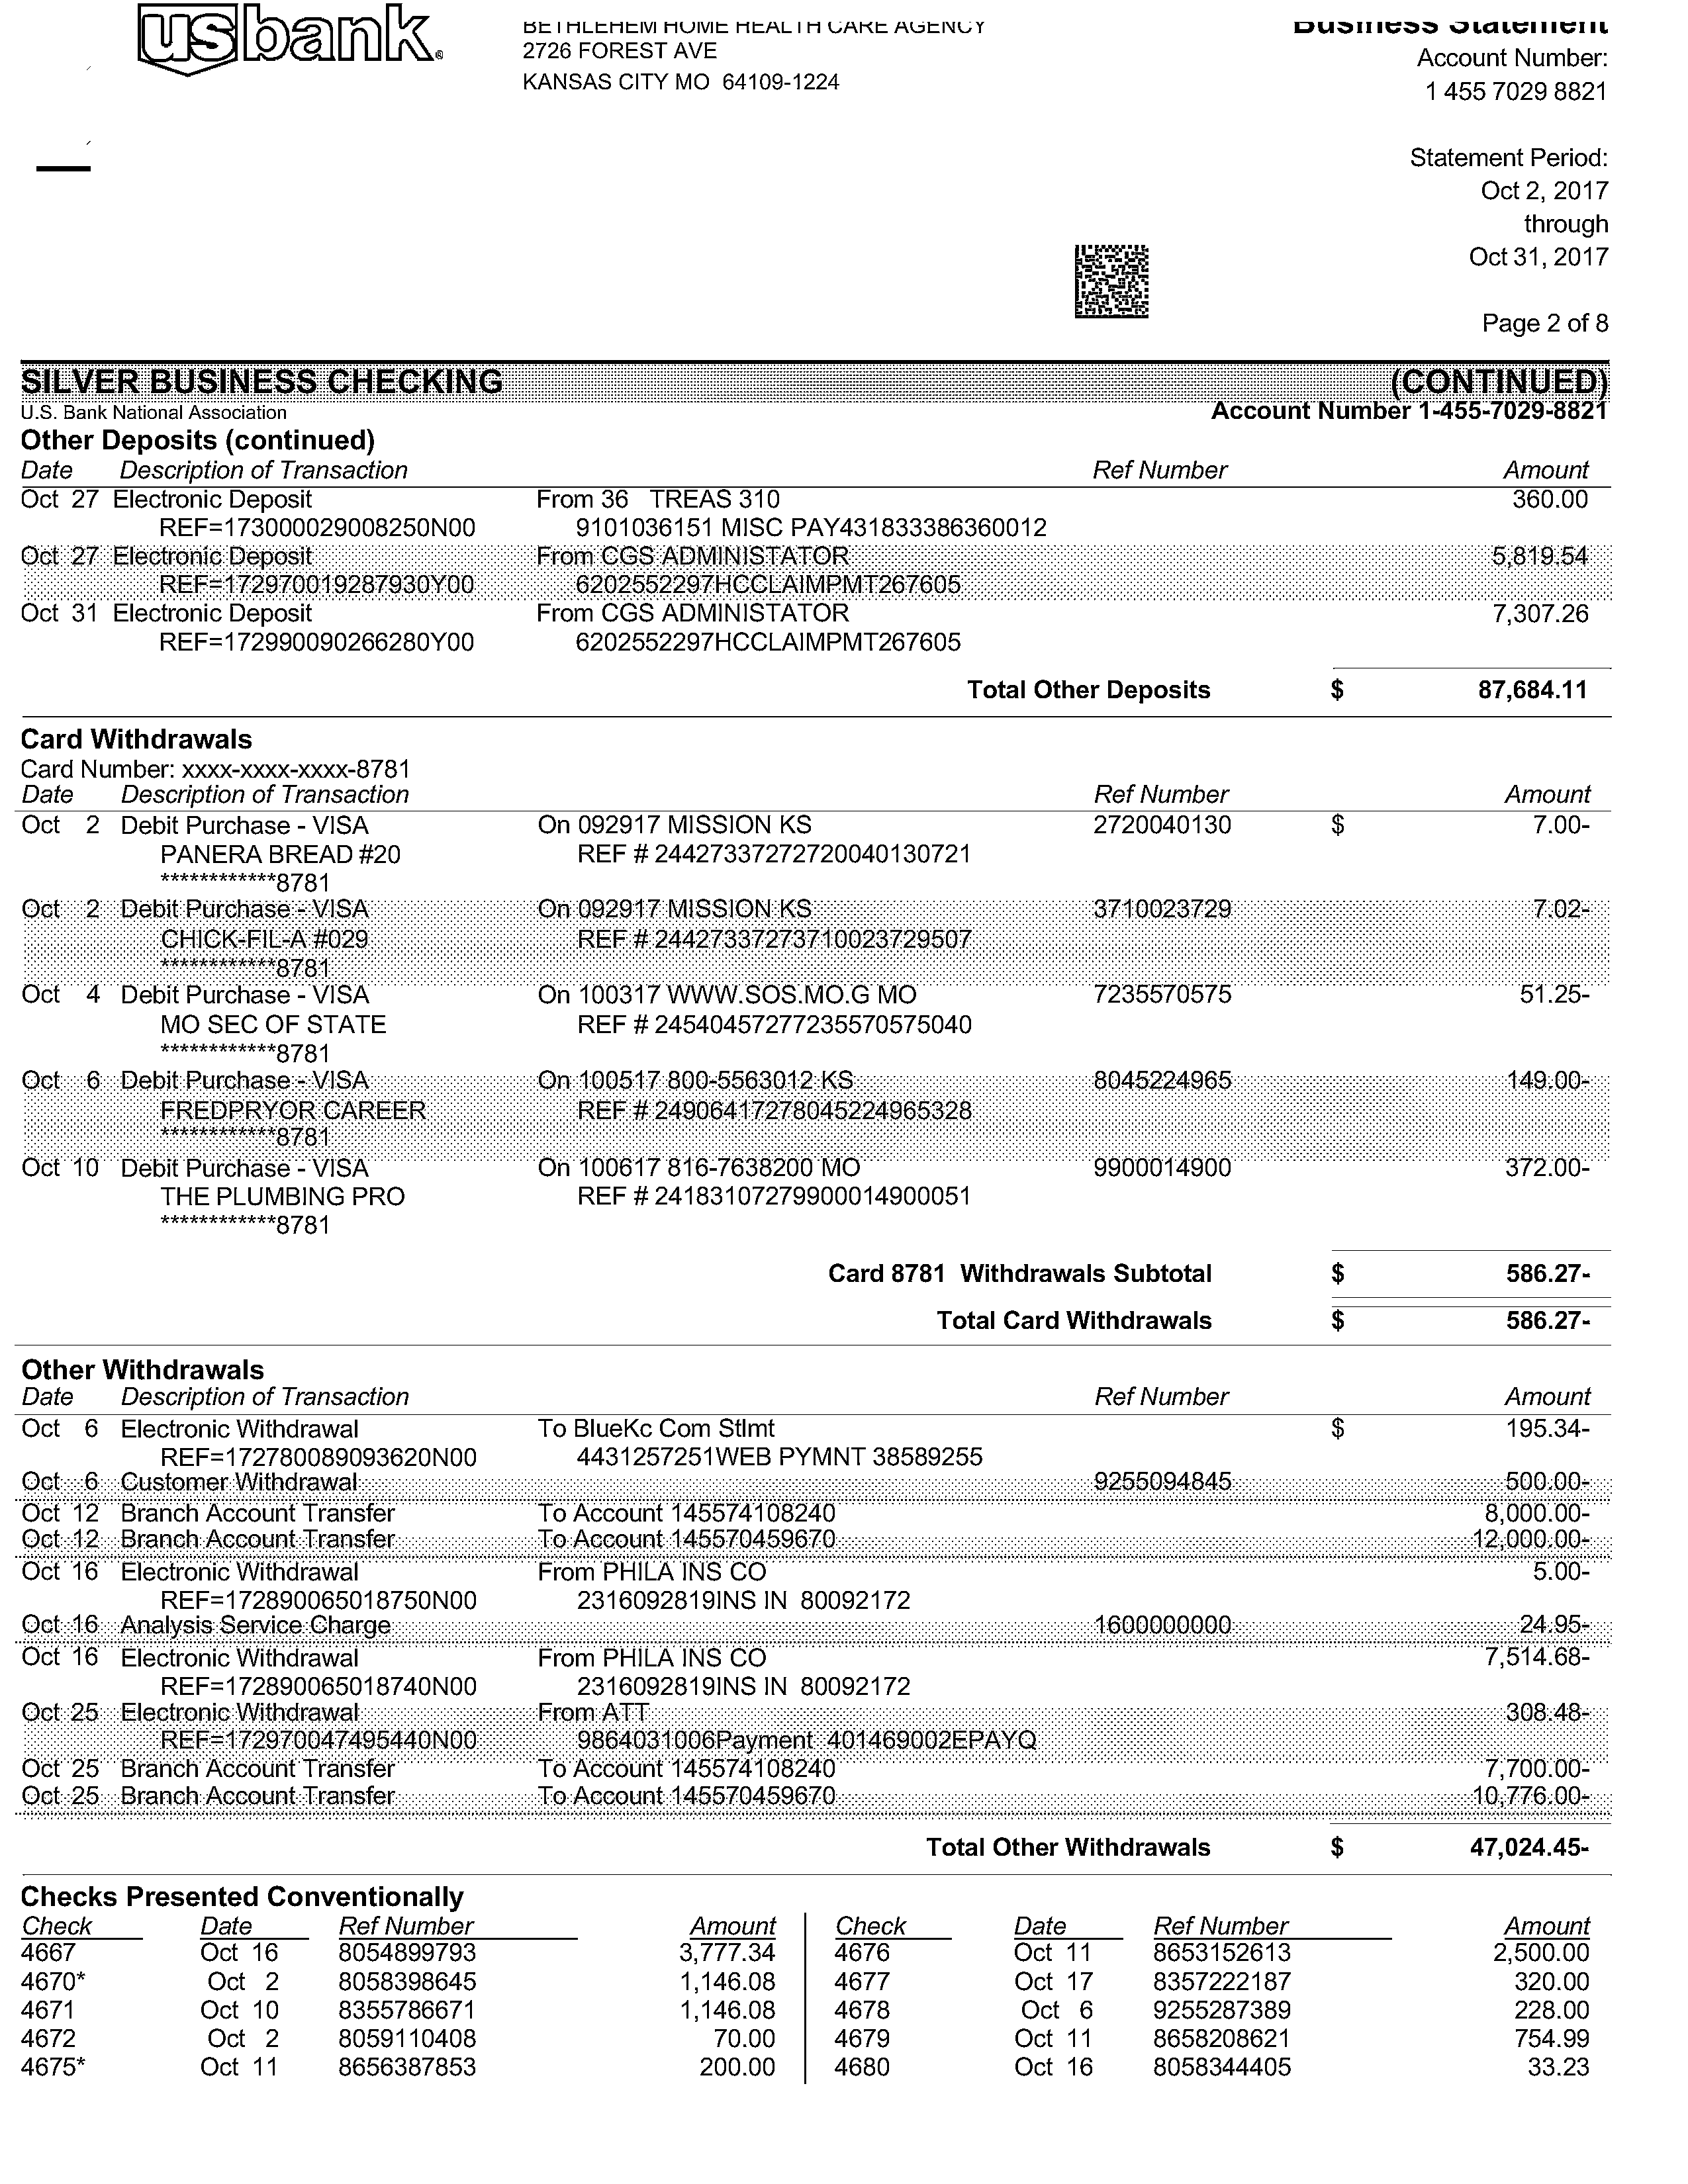 usbank®
BETHLEHEM HOME HEALTH CARE AGENCY
2726 FOREST AVE
KANSAS CITY MO 64109-1224
Business Statement
Account Number:
1 455 7029 8821
Statement Period:
Oct 2, 2017
through
Oct 31, 2017
Page 2 of 8
SILVER BUSINESS CHECKING (CONTINUED)
U.S. Bank National Association Account Number 1-455-7029-8821
Other Deposits (continued)
Date Description of Transaction Ref Number Amount
Oct 27 Electronic Deposit From 36 TREAS 310 360.00
REF=173000029008250N00 9101036151 MISC PAY431833386360012
Oct 27 Electronic Deposit From CGS ADMINISTATOR 5,819.54
REF=172970019287930Y00 6202552297HCCLAIMPMT267605
Oct 31 Electronic Deposit From CGS ADMINISTATOR 7,307.26
REF=172990090266280Y00 6202552297HCCLAIMPMT267605
Total Other Deposits $ 87,684.11
Card Withdrawals
Card Number: xxxx-xxxx-xxxx-8781
Date Description of Transaction Ref Number Amount
Oct 2 Debit Purchase - VISA On 092917 MISSION KS 2720040130 $ 7.00-
PANERA BREAD #20 REF # 24427337272720040130721
************8781
Oct 2 Debit Purchase - VISA On 092917 MISSION KS 3710023729 7.02-
CHICK-FIL-A #029 REF # 24427337273710023729507
************8781
Oct 4 Debit Purchase - VISA On 100317 WWW.SOS.MO.G MO 7235570575 51.25-
MO SEC OF STATE REF # 24540457277235570575040
************8781
Oct 6 Debit Purchase - VISA On 100517 800-5563012 KS 8045224965 149.00-
FREDPRYOR CAREER REF # 24906417278045224965328
************8781
Oct 10 Debit Purchase - VISA On 100617 816-7638200 MO 9900014900 372.00-
THE PLUMBING PRO REF # 24183107279900014900051
************8781
Card 8781 Withdrawals Subtotal $ 586.27-
Total Card Withdrawals $ 586.27-
Other Withdrawals
Date Description of Transaction Ref Number Amount
Oct 6 Electronic Withdrawal To BlueKc Com Stlmt $ 195.34-
REF=172780089093620N00 4431257251WEB PYMNT 38589255
Oct 6 Customer Withdrawal 9255094845 500.00-
Oct 12 Branch Account Transfer To Account 145574108240 8,000.00-
Oct 12 Branch Account Transfer To Account 145570459670 12,000.00-
Oct 16 Electronic Withdrawal From PHILA INS CO 5.00-
REF=172890065018750N00 2316092819INS IN 80092172
Oct 16 Analysis Service Charge 1600000000 24.95-
Oct 16 Electronic Withdrawal From PHILA INS CO 7,514.68-
REF=172890065018740N00 2316092819INS IN 80092172
Oct 25 Electronic Withdrawal From ATT 308.48-
REF=172970047495440N00 9864031006Payment 401469002EPAYQ
Oct 25 Branch Account Transfer To Account 145574108240 7,700.00-
Oct 25 Branch Account Transfer To Account 145570459670 10,776.00-
Total Other Withdrawals $ 47,024.45-
Checks Presented Conventionally
Check Date Ref Number Amount Check Date Ref Number Amount
4667 Oct 16 8054899793 3,777.34 4676 Oct 11 8653152613 2,500.00
4670* Oct 2 8058398645 1,146.08 4677 Oct 17 8357222187 320.00
4671 Oct 10 8355786671 1,146.08 4678 Oct 6 9255287389 228.00
4672 Oct 2 8059110408 70.00 4679 Oct 11 8658208621 754.99
4675* Oct 11 8656387853 200.00 4680 Oct 16 8058344405 33.23